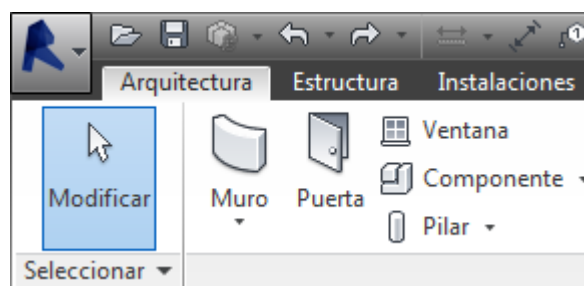 Arquitectura Estructura Instalaciones
Modificar
Muro
Puerta
Ventana
Componente
Pilar
Seleccionar